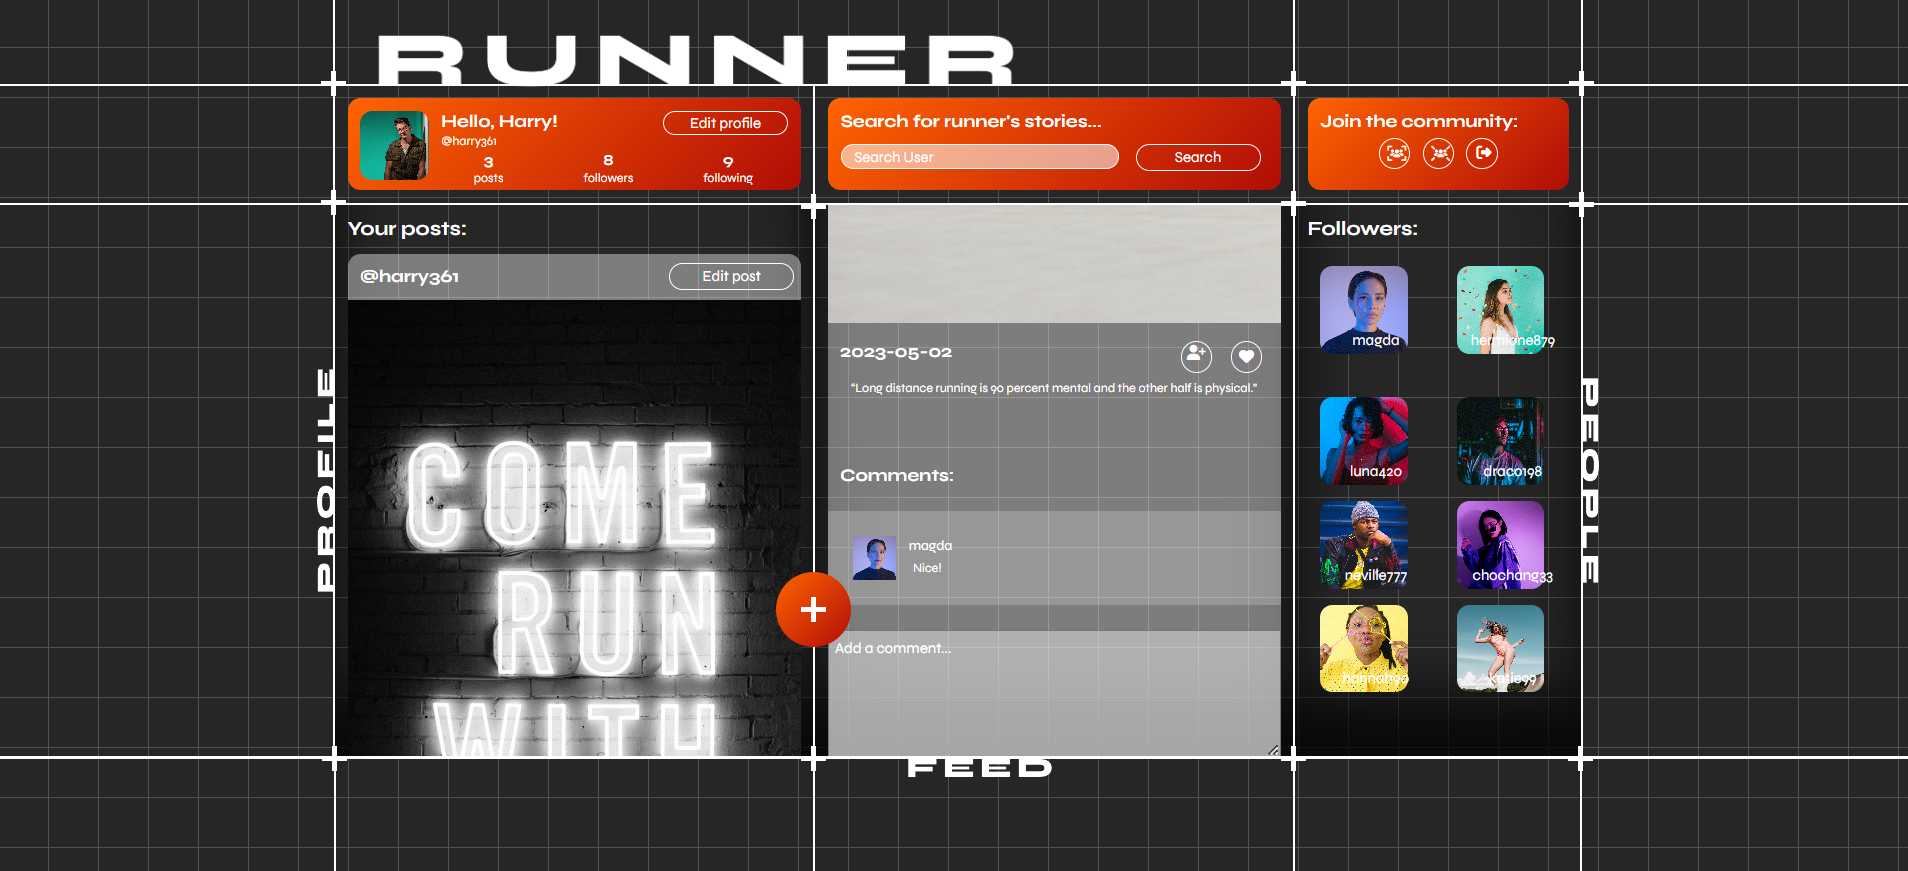 RUNNER
Hello, Harry!
Edit profile
@harry361
3
8
9
posts
followers
following
Search for runner's stories...
Search User
Search
Join the community:
PROFILE
Your posts:
@harry361
Edit post
COME
RUN
WITH
2023-05-02
“Long distance running is 90 percent mental and the other half is physical.”
Comments:
magda
Nice!
Add a comment...
FEED
Followers:
magda
hermione879
luna420
draco198
neville777
chochang33
hannah90
katie99
PEOPLE